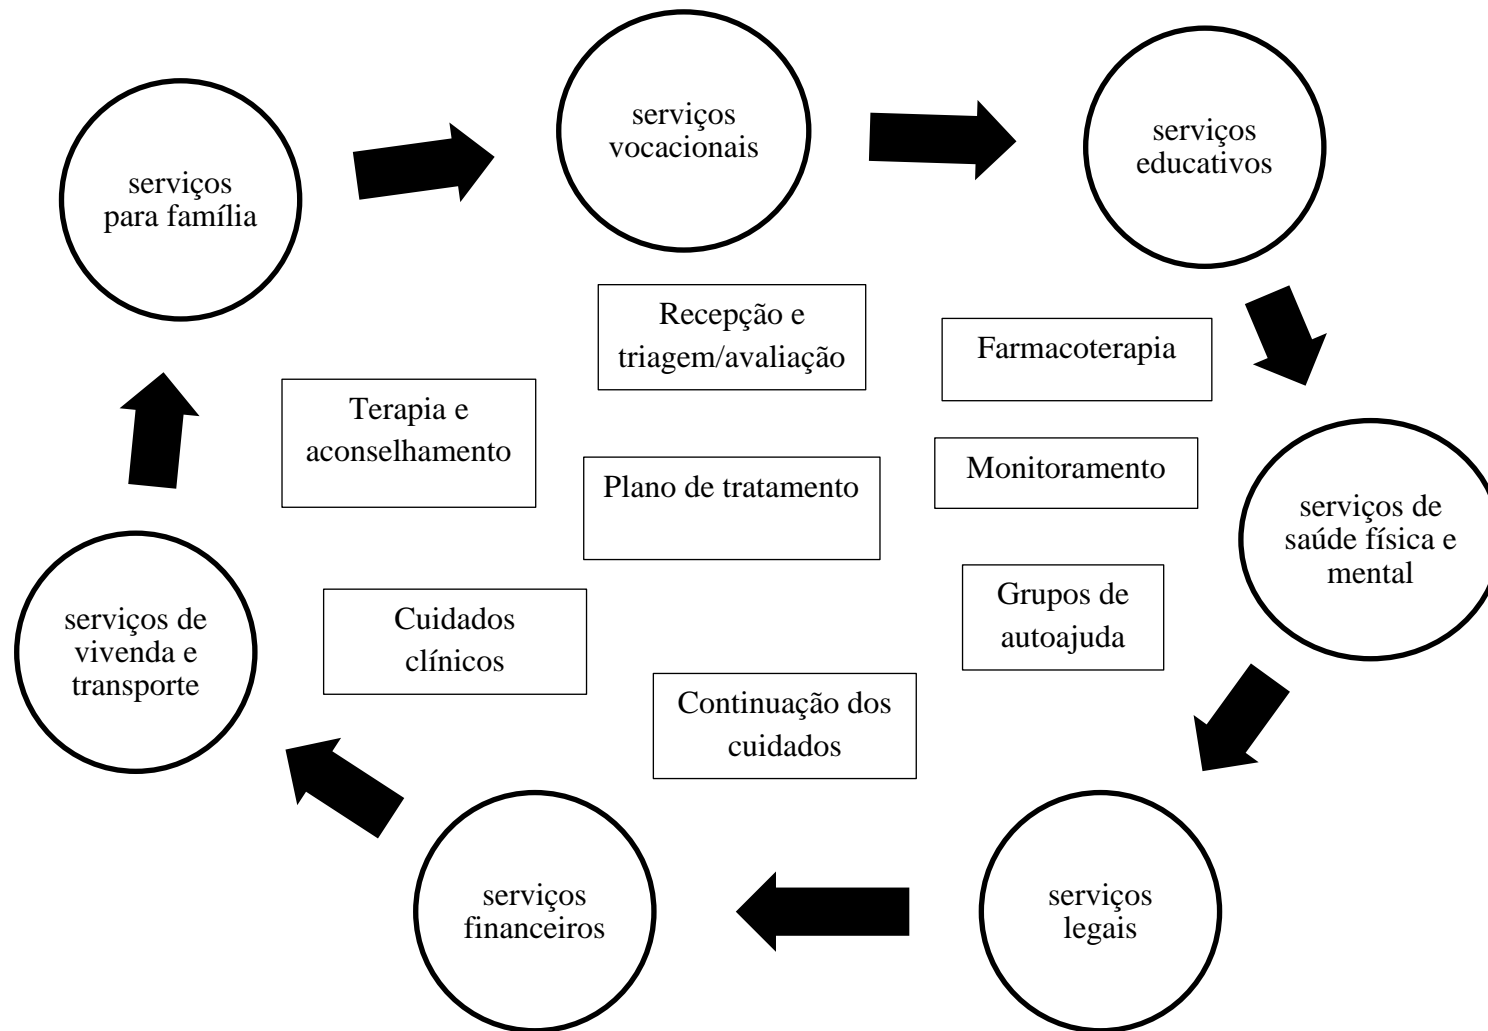 serviços
vocacionais
serviços
educativos
serviços
para família
Recepção e
triagem/avaliação
Farmacoterapia
Terapia e
aconselhamento
Monitoramento
Plano de tratamento
serviços de
saúde física e
mental
Grupos de
autoajuda
Cuidados
clínicos
serviços de
vivenda e
transporte
Continuação dos
cuidados
serviços
financeiros
serviços
legais